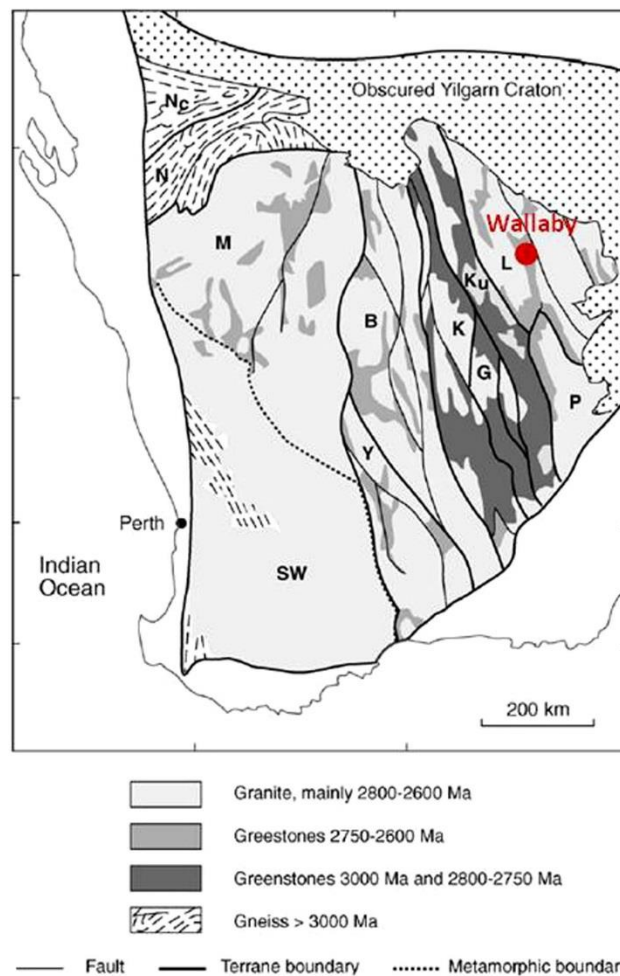 'Obscured Yilgarn Craton'
Nc
N
Wallaby
M
L
Ku
B
K
G
P
Y
Perth
SW
Indian
Ocean
200 km
Granite, mainly 2800-2600 Ma
Greestones 2750-2600 Ma
Greenstones 3000 Ma and 2800-2750 Ma
Gneiss > 3000 Ma
Fault
Terrane boundary
Metamorphic boundar